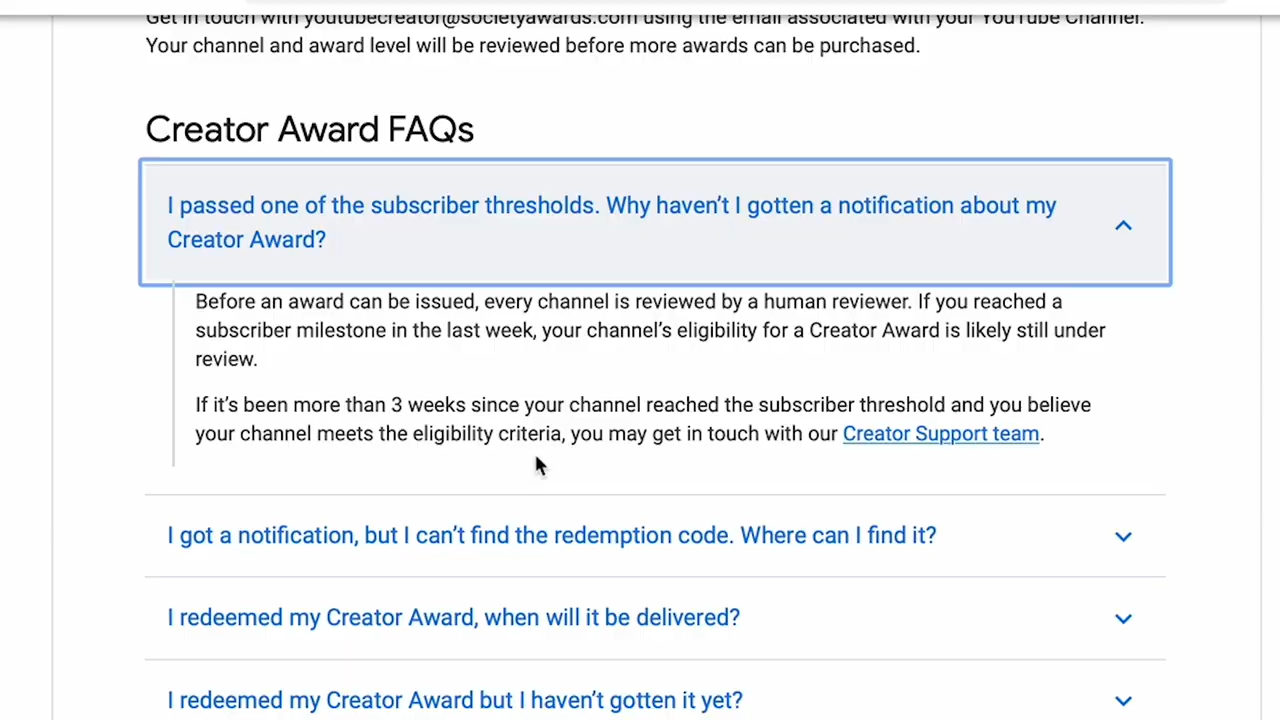 Get in touch with youtubecreator@societyawards.com using the email associated with your YouTube Channel.
Your channel and award level will be reviewed before more awards can be purchased.
Creator Award FAQs
I passed one of the subscriber thresholds. Why haven’t I gotten a notification about my
Creator Award?
Before an award can be issued, every channel is reviewed by a human reviewer. If you reached a
subscriber milestone in the last week, your channel’s eligibility for a Creator Award is likely still under
review.
If it’s been more than 3 weeks since your channel reached the subscriber threshold and you believe
your channel meets the eligibility criteria, you may get in touch with our Creator Support team.
I got a notification, but I can’t find the redemption code. Where can I find it?
I redeemed my Creator Award, when will it be delivered?
I redeemed my Creator Award but I haven’t gotten it yet?